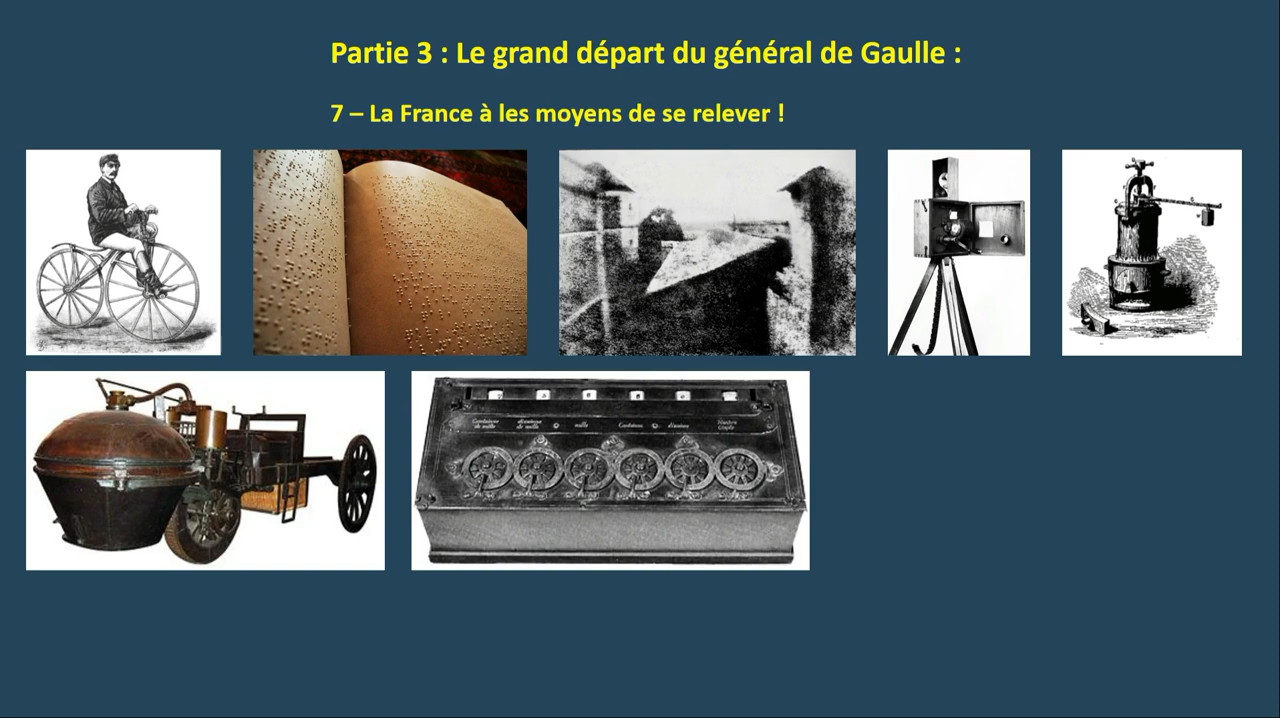 Partie 3 : Le grand départ du général de Gaulle :
7 – La France à les moyens de se relever !